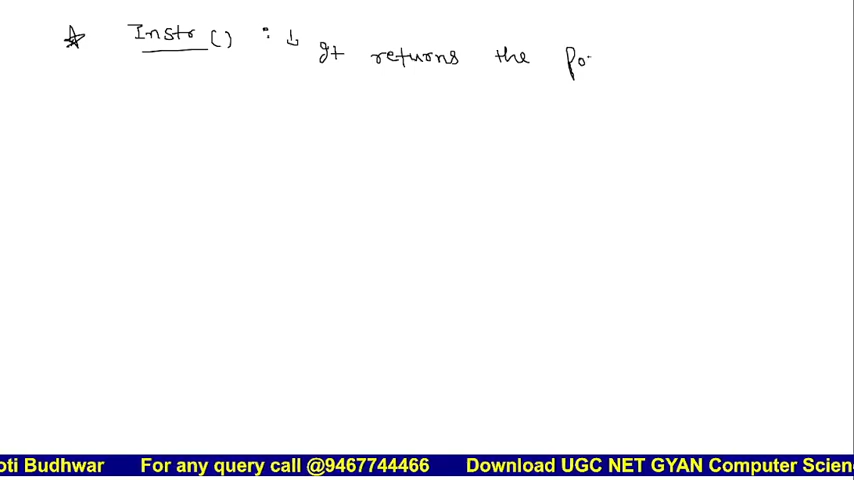 ☆ Instr () :↓
It returns the po
oti Budhwar For any query call @9467744466 Download UGC NET GYAN Computer Scien